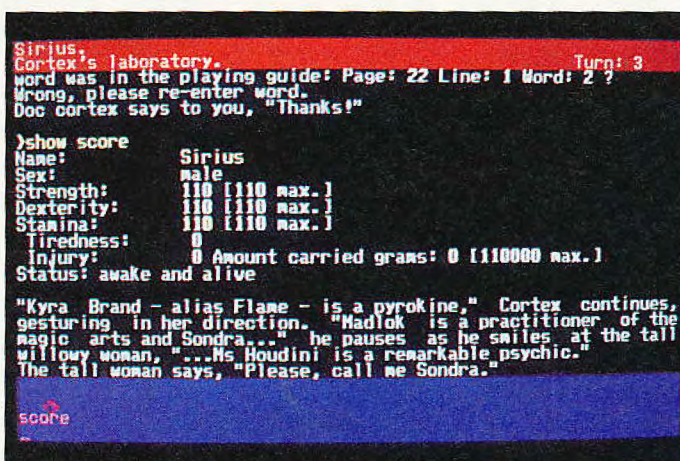 Sirius,
Cortex's laboratory. Turn: 3
word was in the playing guide: Page: 22 Line: 1 Word: 2 ?
Wrong, please re-enter word.
Doc cortex says to you, "Thanks!"
)show score
Name: Sirius
Sex: male
Strength: 110 [110 max.]
Dexterity: 110 [110 max.]
Stamina: 110 [110 max.]
Tiredness: 0
Injury: 0 Amount carried grams: 0 [110000 max.]
Status: awake and alive
"Kyra Brand - alias Flame - is a pyrokine," Cortex continues,
gesturing in her direction. "Madlok is a practitioner of the
magic arts and Sondra..." he pauses as he smiles at the tall
willowy woman, "...Ms Houdini is a remarkable psychic."
The tall woman says, "Please, call me Sondra."
score